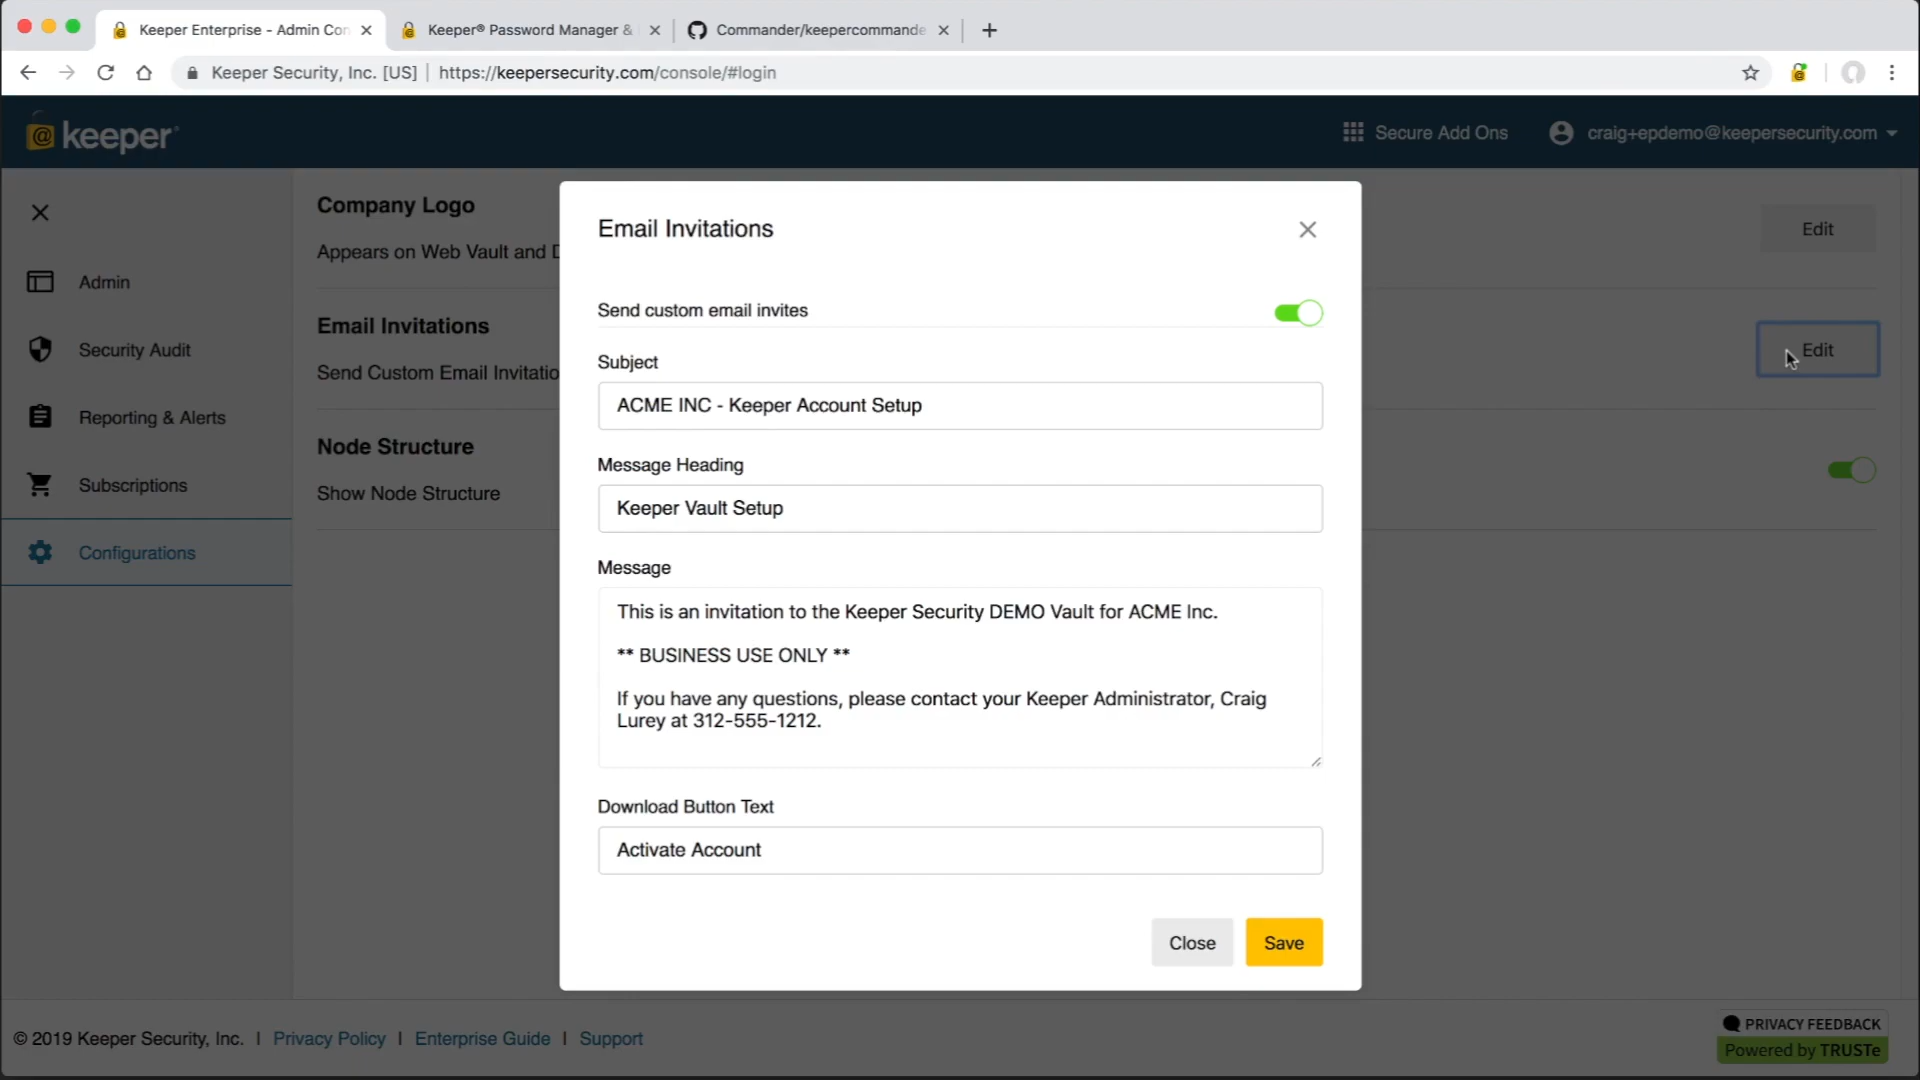 Keeper Enterprise - Admin Con
Keeper® Password Manager &
Commander/keepercommande
Keeper Security, Inc. [US] | https://keepersecurity.com/console/#login
keeper
Secure Add Ons
craig+epdemo@keepersecurity.com
Admin
Security Audit
Reporting & Alerts
Subscriptions
Configurations
Company Logo
Appears on Web Vault and D
Edit
Email Invitations
Send Custom Email Invitatio
Edit
Node Structure
Show Node Structure
Email Invitations
Send custom email invites
Subject
ACME INC - Keeper Account Setup
Message Heading
Keeper Vault Setup
Message
This is an invitation to the Keeper Security DEMO Vault for ACME Inc.
** BUSINESS USE ONLY **
If you have any questions, please contact your Keeper Administrator, Craig
Lurey at 312-555-1212.
Download Button Text
Activate Account
Close
Save
© 2019 Keeper Security, Inc. | Privacy Policy | Enterprise Guide | Support
PRIVACY FEEDBACK
Powered by TRUSTe